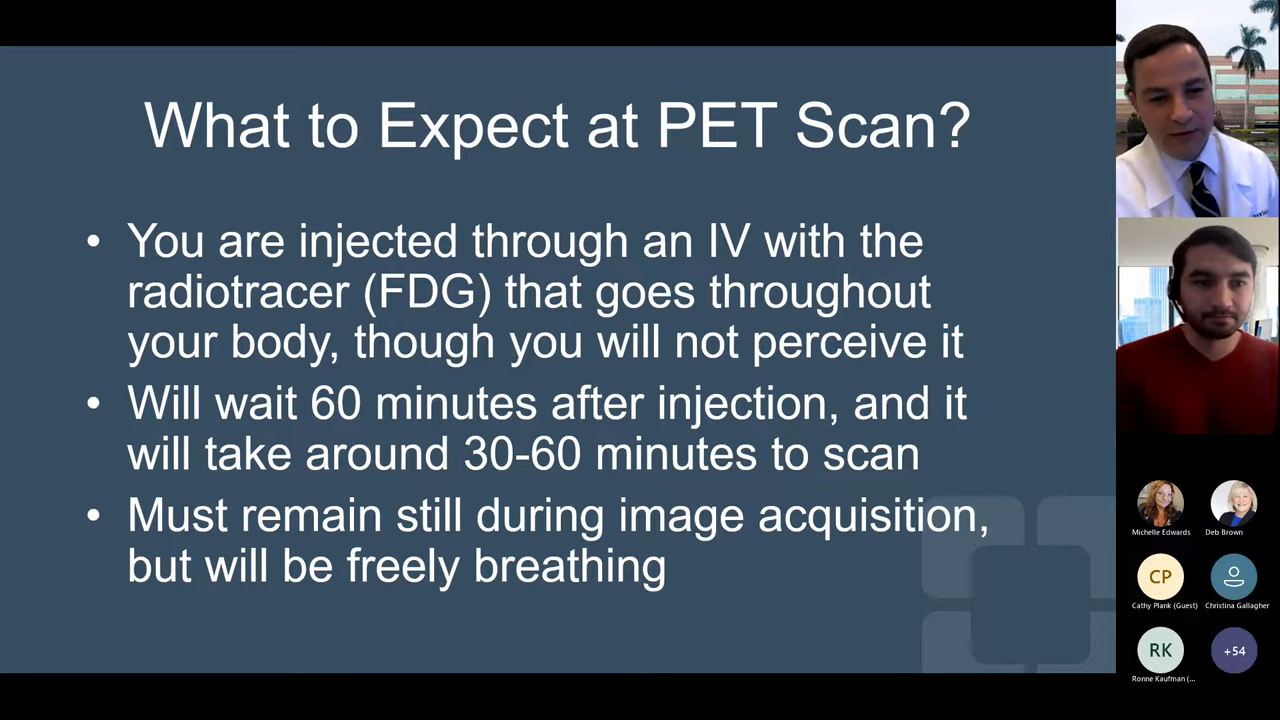 What to Expect at PET Scan?
• You are injected through an IV with the
radiotracer (FDG) that goes throughout
your body, though you will not perceive it
• Will wait 60 minutes after injection, and it
will take around 30-60 minutes to scan
• Must remain still during image acquisition,
but will be freely breathing
Michelle Edwards
Deb Brown
CP
Cathy Plank (Guest)
Christina Gallagher
RK
+54
Ronne Kaufman (...